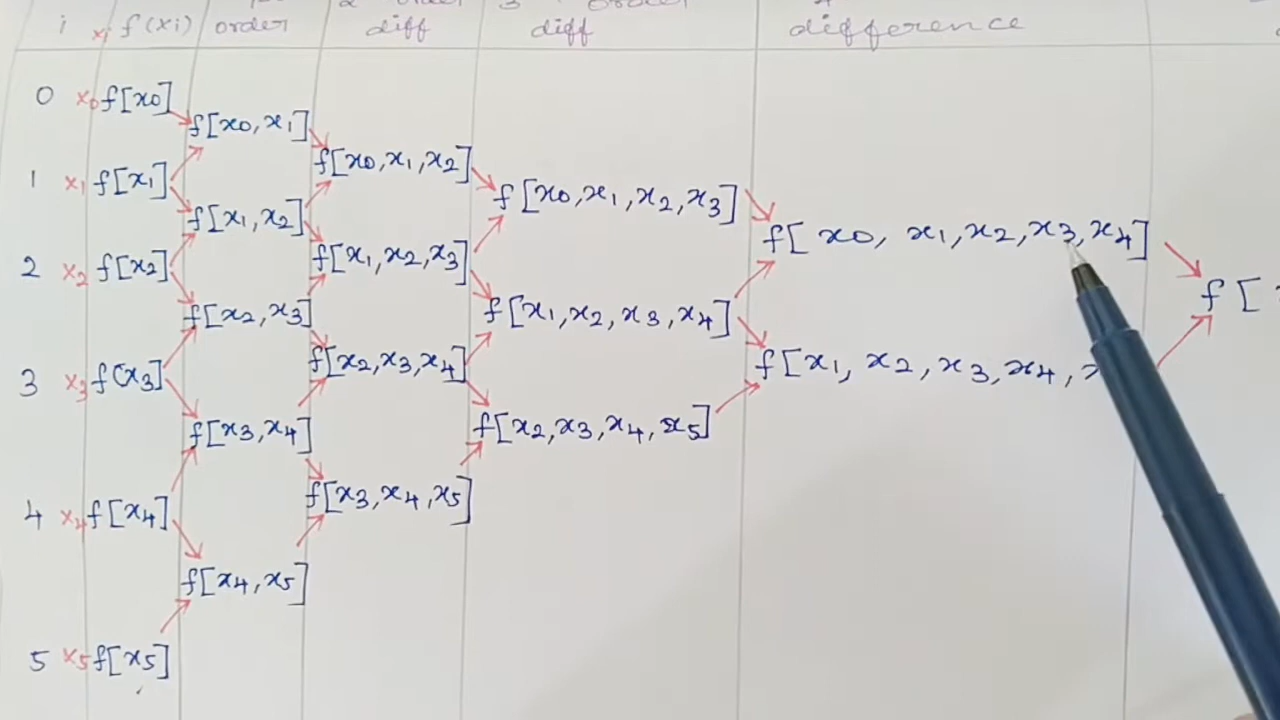 i xi f(xi) order diff diff difference
0 x0 f[x0]
f[x0, x1]
f[x0, x1, x2]
1 x1 f[x1]
f[x0, x1, x2, x3]
f[x1, x2]
f[x0, x1, x2, x3, x4]
2 x2 f[x2]
f[x1, x2, x3]
f[
f[x2, x3]
f[x1, x2, x3, x4]
3 x3 f(x3]
f[x2, x3, x4]
f[x1, x2, x3, x4,
f[x3, x4]
f[x2, x3, x4, x5]
4 x4 f[x4]
f[x3, x4, x5]
f[x4, x5]
5 x5 f[x5]